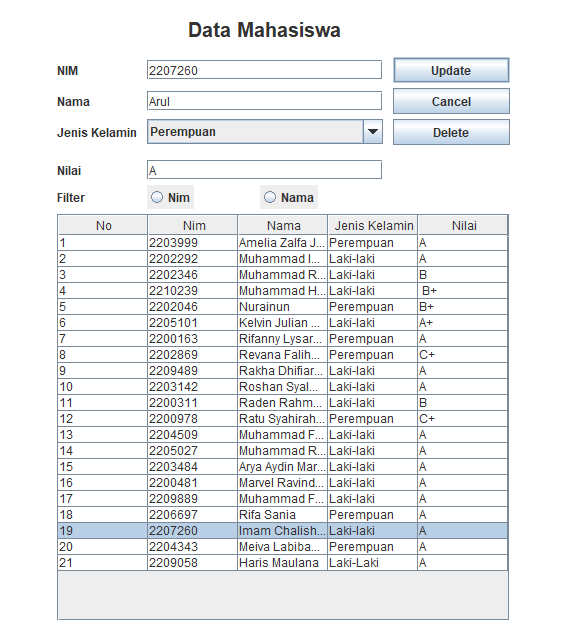 Data Mahasiswa
NIM 2207260 Update
Nama Arul Cancel
Jenis Kelamin Perempuan Delete
Nilai A
Filter Nim Nama
No Nim Nama Jenis Kelamin Nilai
1 2203999 Amelia Zalfa J... Perempuan A
2 2202292 Muhammad I... Laki-laki A
3 2202346 Muhammad R... Laki-laki B
4 2210239 Muhammad H... Laki-laki B+
5 2202046 Nurainun Perempuan B+
6 2205101 Kelvin Julian ... Laki-laki A+
7 2200163 Rifanny Lysar... Perempuan A
8 2202869 Revana Falih... Perempuan C+
9 2209489 Rakha Dhifiar... Laki-laki A
10 2203142 Roshan Syal... Laki-laki A
11 2200311 Raden Rahm... Laki-laki B
12 2200978 Ratu Syahirah... Perempuan C+
13 2204509 Muhammad F... Laki-laki A
14 2205027 Muhammad R... Laki-laki A
15 2203484 Arya Aydin Mar... Laki-laki A
16 2200481 Marvel Ravind... Laki-laki A
17 2209889 Muhammad F... Laki-laki A
18 2206697 Rifa Sania Perempuan A
19 2207260 Imam Chalish... Laki-laki A
20 2204343 Meiva Labiba... Perempuan A
21 2209058 Haris Maulana Laki-Laki A